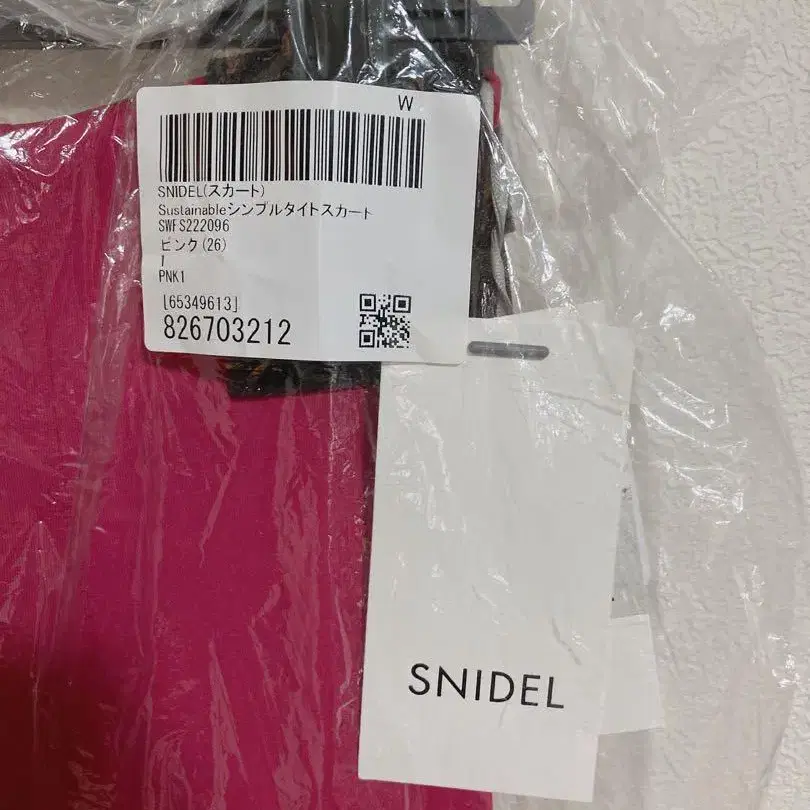 W
SNIDEL(スカート)
Sustainableシンプルタイトスカート
SWFS222096
ピンク(26)
1
PNK1
[65349613]
826703212
SNIDEL